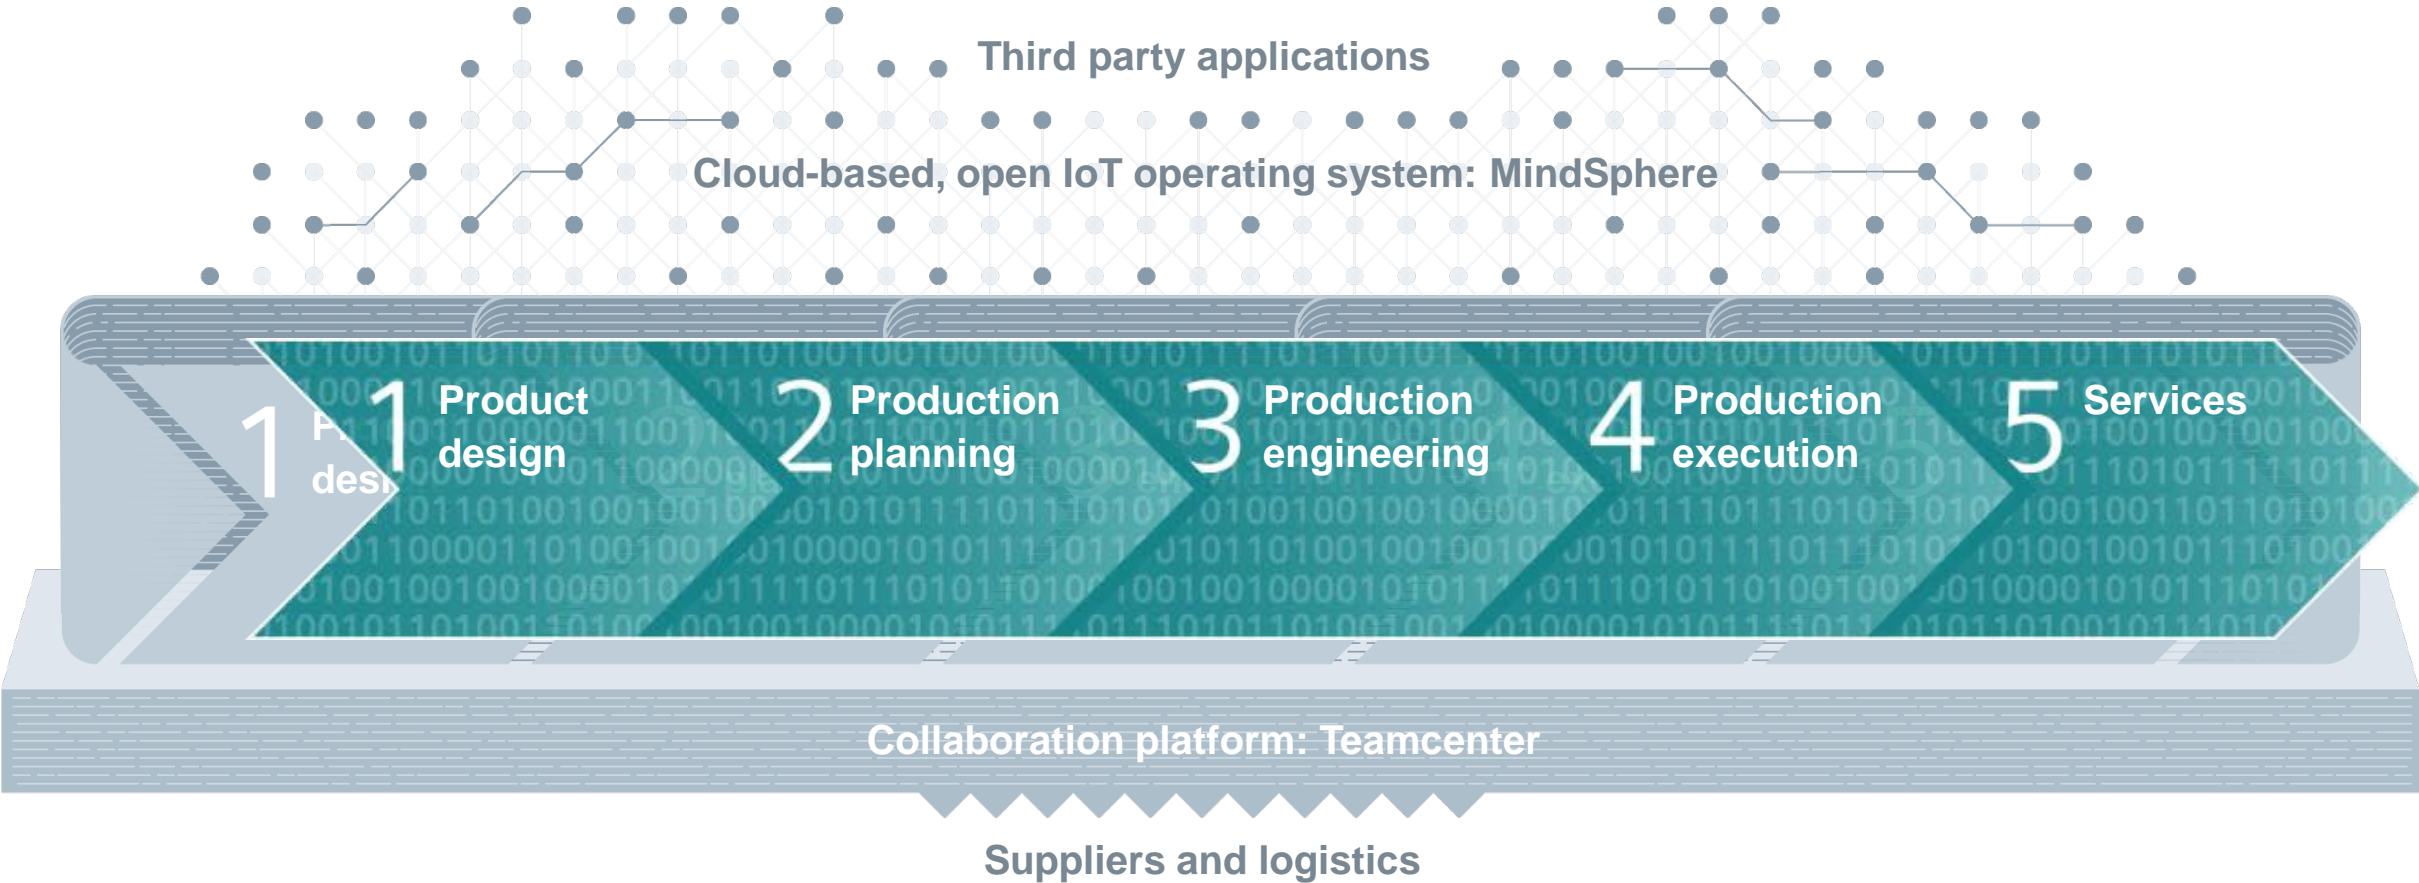 Third party applications
Cloud-based, open IoT operating system: MindSphere
1 Product
design
2 Production
planning
3 Production
engineering
4 Production
execution
5 Services
1
Collaboration platform: Teamcenter
Suppliers and logistics